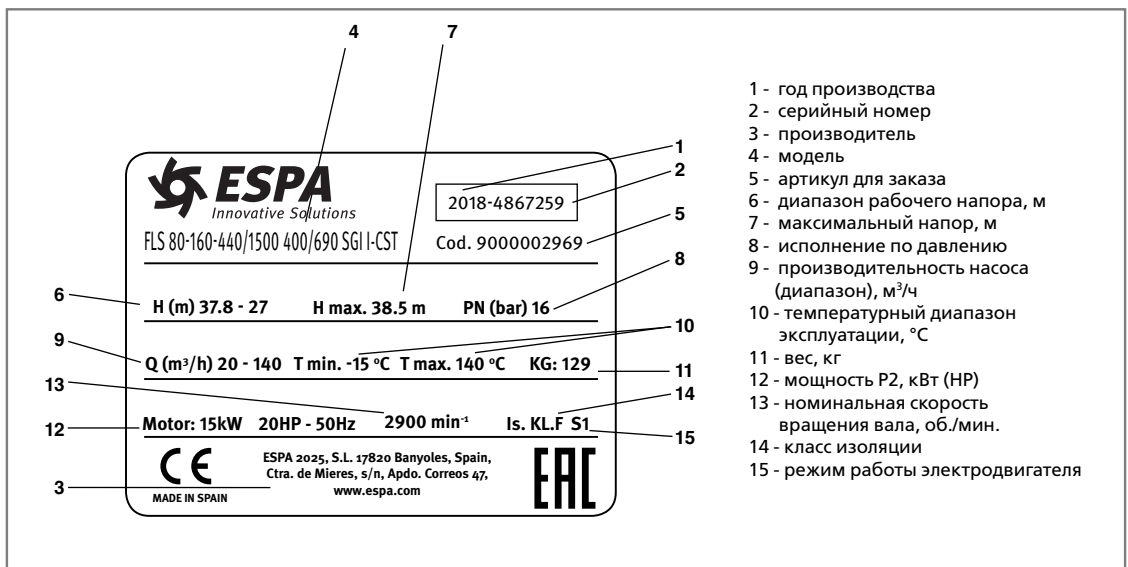 4 7
1
2
5
8
6
9
10
11
13
14
12
15
3
ESPA
Innovative Solutions
2018-4867259
FLS 80-160-440/1500 400/690 SGI I-CST Cod. 9000002969
H (m) 37.8 - 27 H max. 38.5 m PN (bar) 16
Q (m³/h) 20 - 140 T min. -15 ºC T max. 140 ºC KG: 129
Motor: 15kW 20HP - 50Hz 2900 min⁻¹ Is. KL.F S1
CE
MADE IN SPAIN
ESPA 2025, S.L. 17820 Banyoles, Spain,
Ctra. de Mieres, s/n, Apdo. Correos 47,
www.espa.com
EAC
1 - год производства
2 - серийный номер
3 - производитель
4 - модель
5 - артикул для заказа
6 - диапазон рабочего напора, м
7 - максимальный напор, м
8 - исполнение по давлению
9 - производительность насоса
(диапазон), м³/ч
10 - температурный диапазон
эксплуатации, °C
11 - вес, кг
12 - мощность P2, кВт (HP)
13 - номинальная скорость
вращения вала, об./мин.
14 - класс изоляции
15 - режим работы электродвигателя